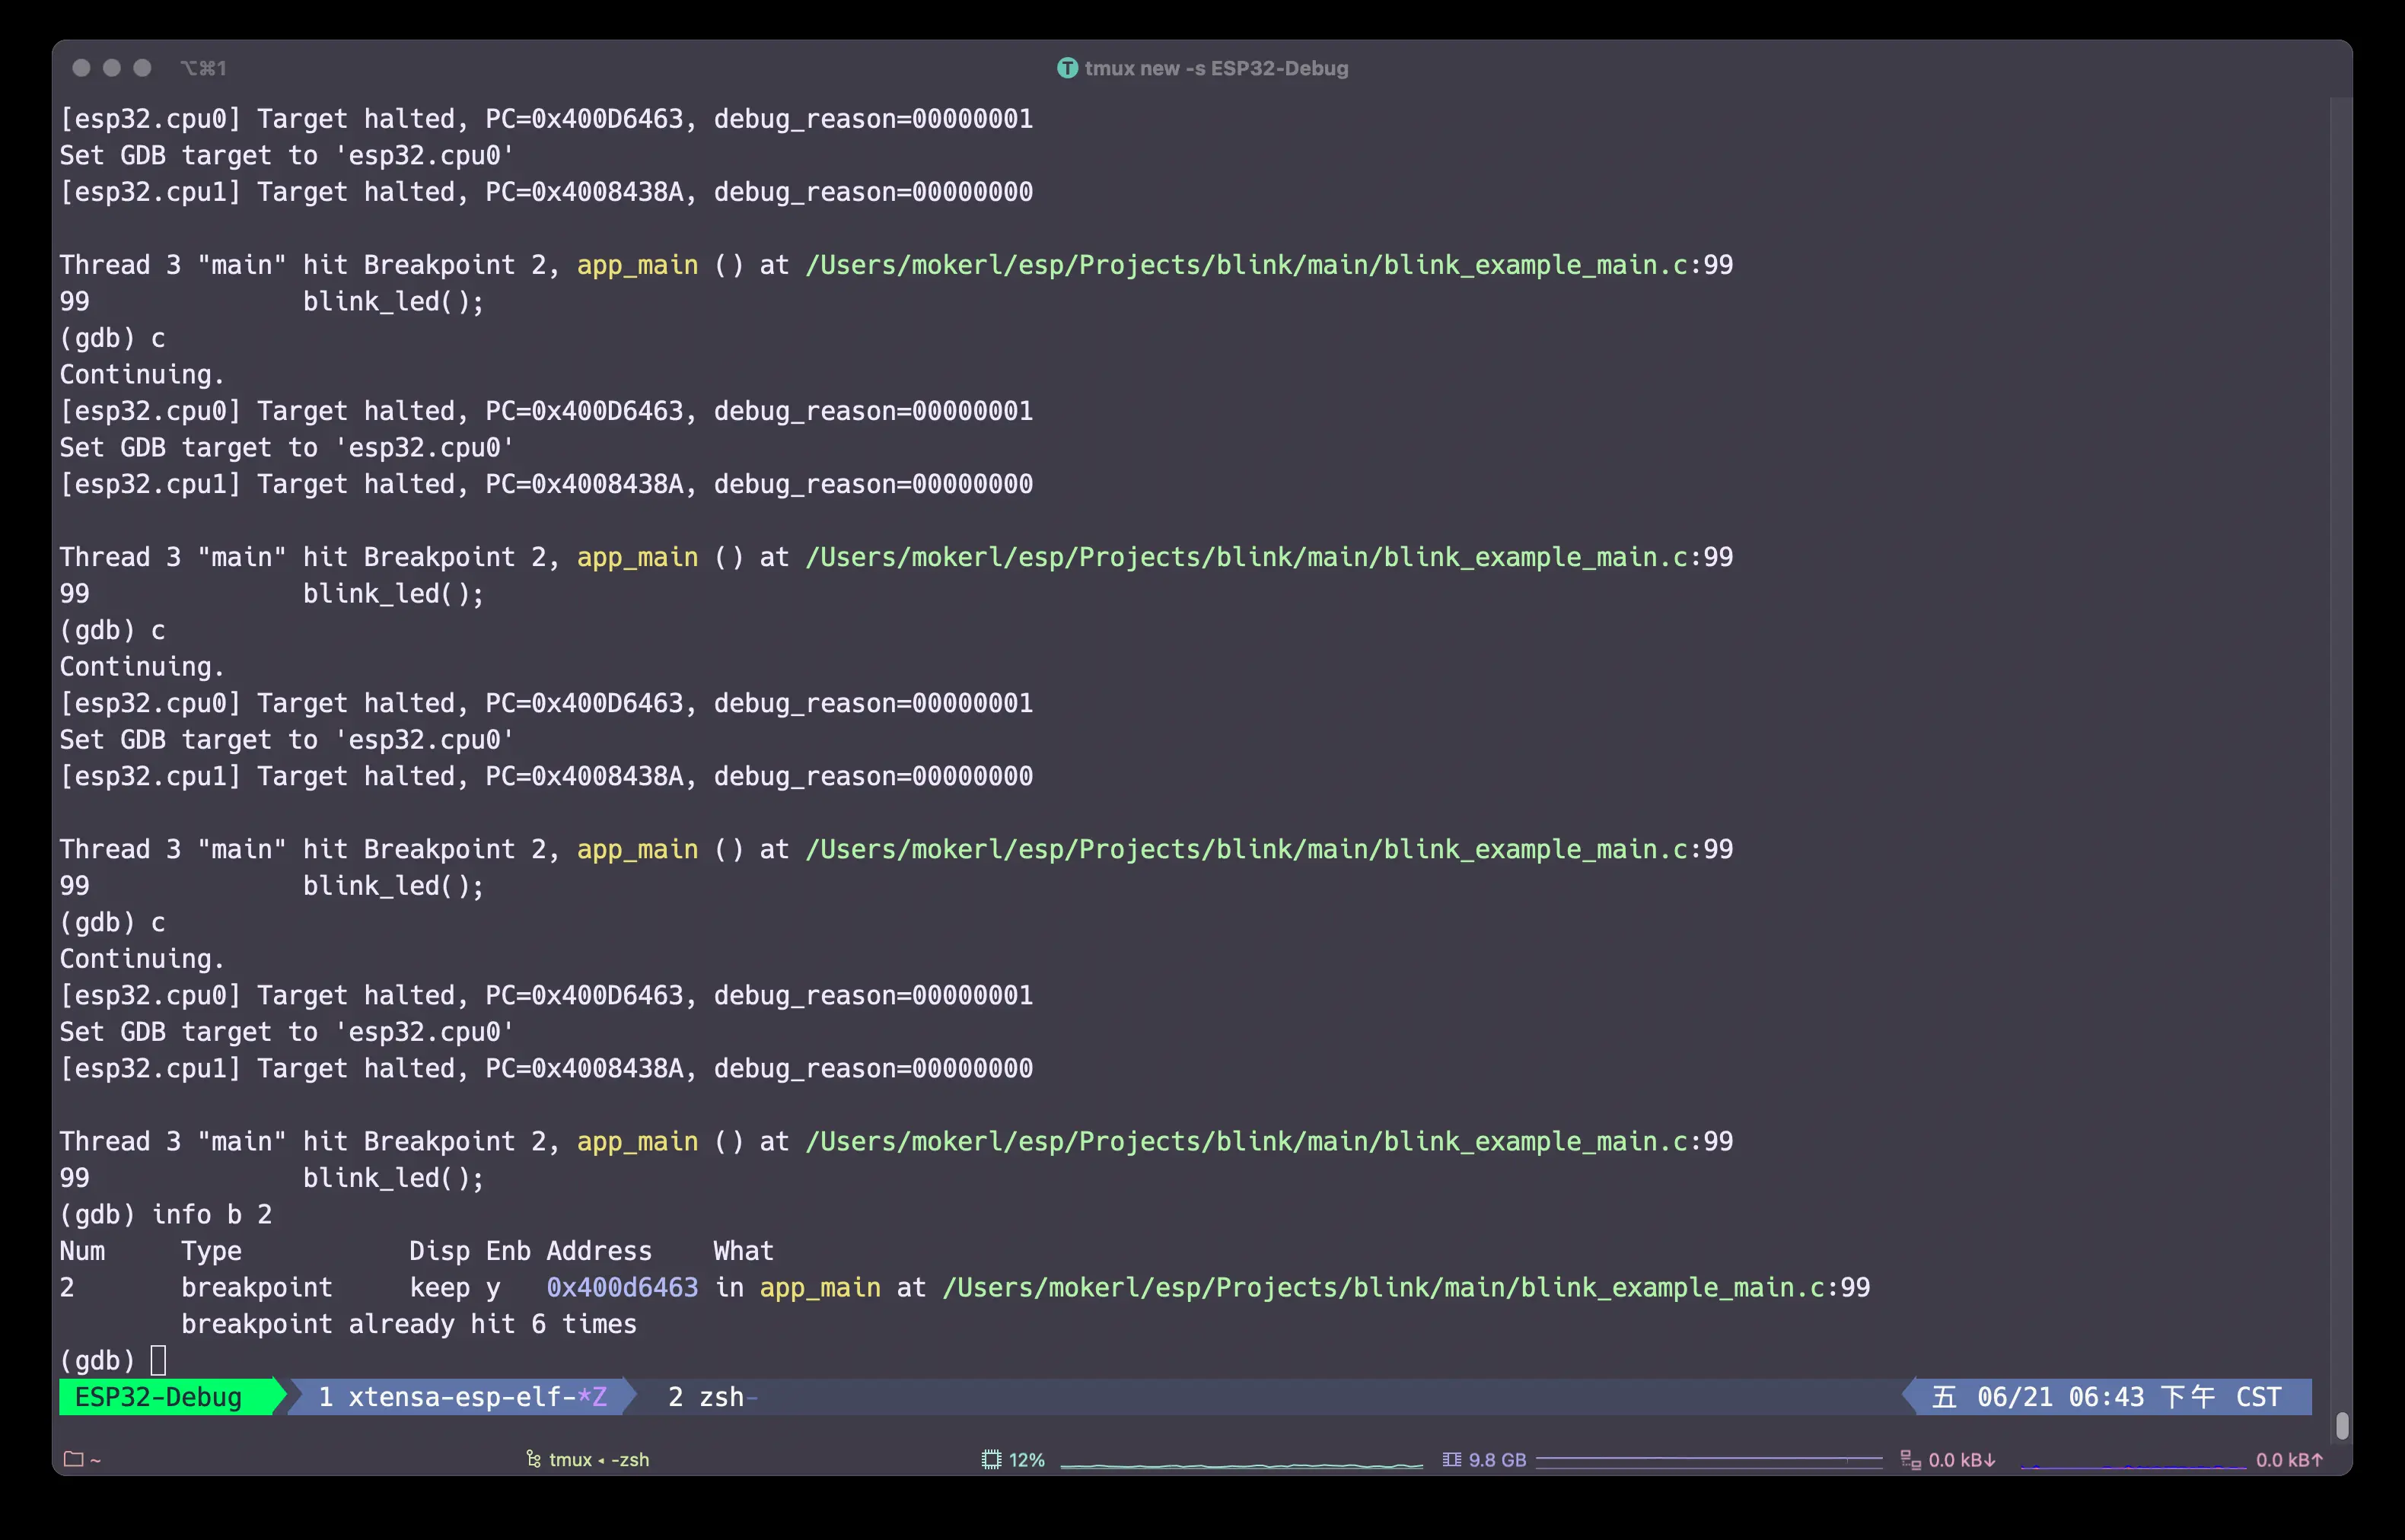 ⌥⌘1 T tmux new -s ESP32-Debug
[esp32.cpu0] Target halted, PC=0x400D6463, debug_reason=00000001
Set GDB target to 'esp32.cpu0'
[esp32.cpu1] Target halted, PC=0x4008438A, debug_reason=00000000
Thread 3 "main" hit Breakpoint 2, app_main () at /Users/mokerl/esp/Projects/blink/main/blink_example_main.c:99
99              blink_led();
(gdb) c
Continuing.
[esp32.cpu0] Target halted, PC=0x400D6463, debug_reason=00000001
Set GDB target to 'esp32.cpu0'
[esp32.cpu1] Target halted, PC=0x4008438A, debug_reason=00000000
Thread 3 "main" hit Breakpoint 2, app_main () at /Users/mokerl/esp/Projects/blink/main/blink_example_main.c:99
99              blink_led();
(gdb) c
Continuing.
[esp32.cpu0] Target halted, PC=0x400D6463, debug_reason=00000001
Set GDB target to 'esp32.cpu0'
[esp32.cpu1] Target halted, PC=0x4008438A, debug_reason=00000000
Thread 3 "main" hit Breakpoint 2, app_main () at /Users/mokerl/esp/Projects/blink/main/blink_example_main.c:99
99              blink_led();
(gdb) c
Continuing.
[esp32.cpu0] Target halted, PC=0x400D6463, debug_reason=00000001
Set GDB target to 'esp32.cpu0'
[esp32.cpu1] Target halted, PC=0x4008438A, debug_reason=00000000
Thread 3 "main" hit Breakpoint 2, app_main () at /Users/mokerl/esp/Projects/blink/main/blink_example_main.c:99
99              blink_led();
(gdb) info b 2
Num     Type           Disp Enb Address    What
2       breakpoint     keep y   0x400d6463 in app_main at /Users/mokerl/esp/Projects/blink/main/blink_example_main.c:99
        breakpoint already hit 6 times
(gdb)
ESP32-Debug 1 xtensa-esp-elf-*Z 2 zsh- 五 06/21 06:43 下午 CST
~ tmux ◂ -zsh 12% 9.8 GB 0.0 kB↓ 0.0 kB↑